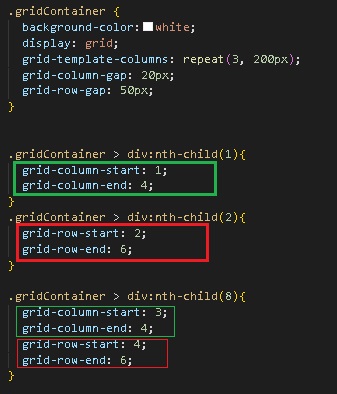 .gridContainer {
background-color: white;
display: grid;
grid-template-columns: repeat(3, 200px);
grid-column-gap: 20px;
grid-row-gap: 50px;
}
.gridContainer > div:nth-child(1){
grid-column-start: 1;
grid-column-end: 4;
}
.gridContainer > div:nth-child(2){
grid-row-start: 2;
grid-row-end: 6;
}
.gridContainer > div:nth-child(8){
grid-column-start: 3;
grid-column-end: 4;
grid-row-start: 4;
grid-row-end: 6;
}